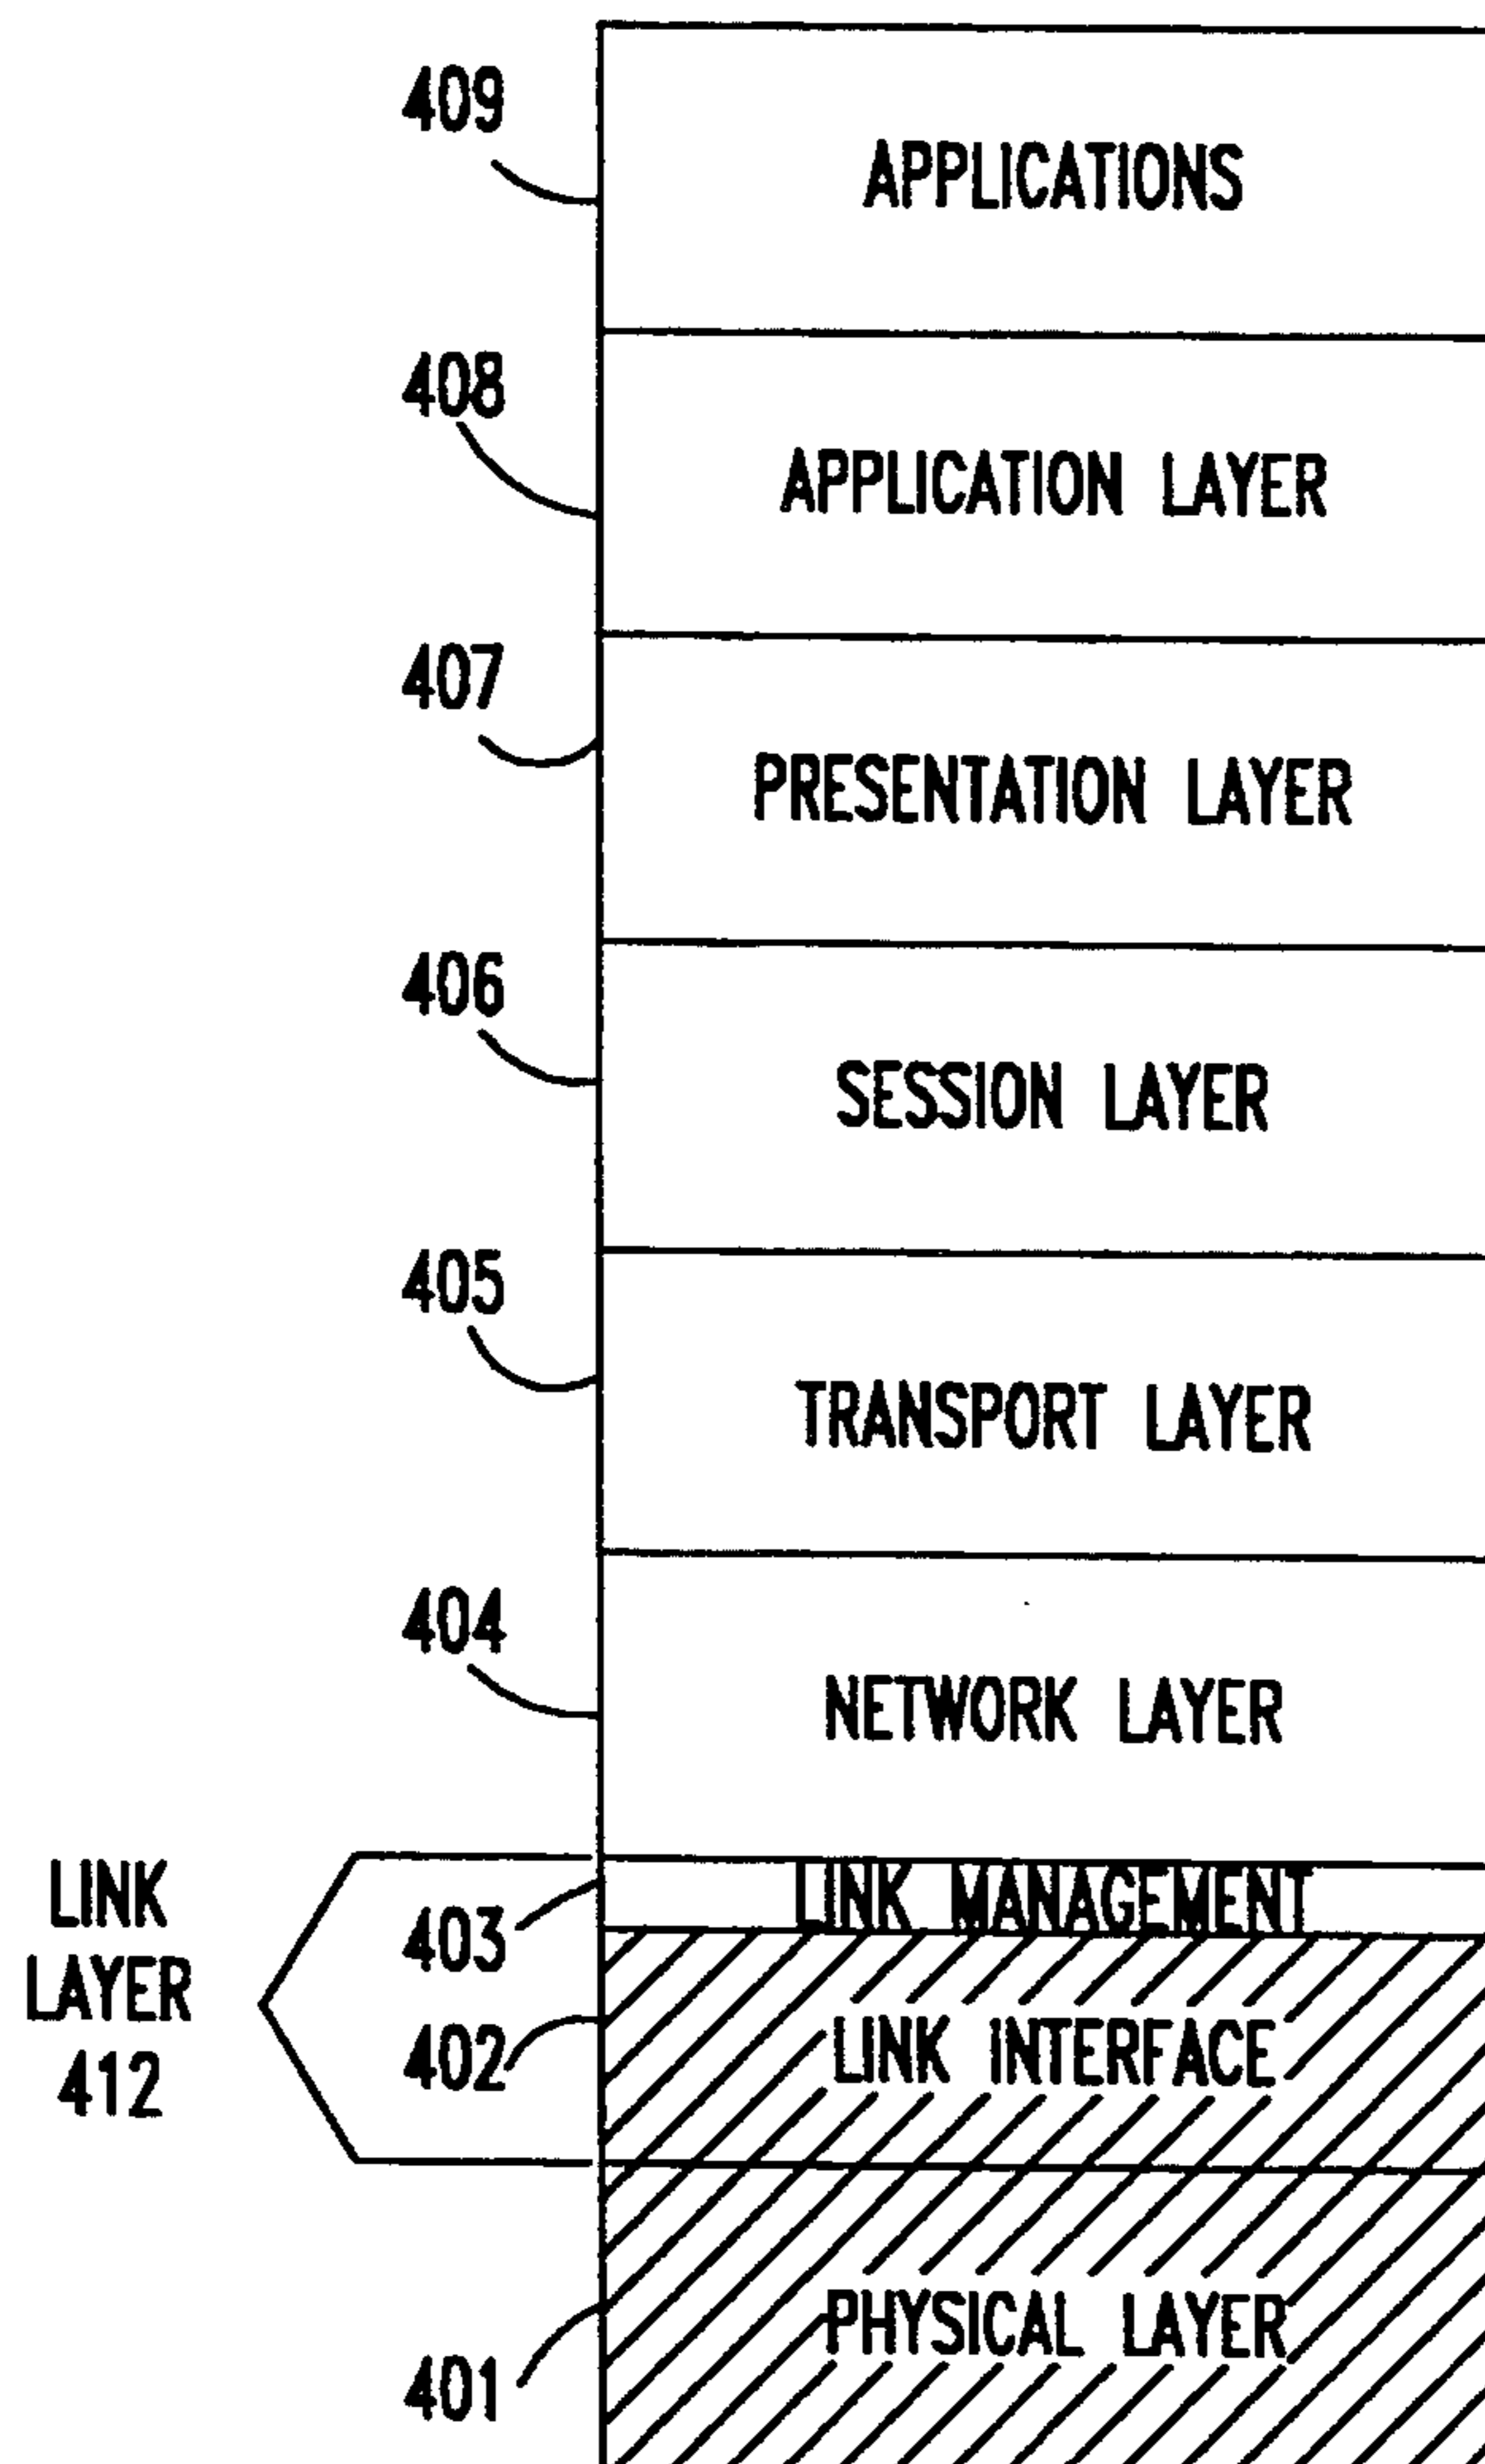 409
APPLICATIONS
408
APPLICATION LAYER
407
PRESENTATION LAYER
406
SESSION LAYER
405
TRANSPORT LAYER
404
NETWORK LAYER
LINK
LAYER
412
403
LINK MANAGEMENT
402
LINK INTERFACE
401
PHYSICAL LAYER